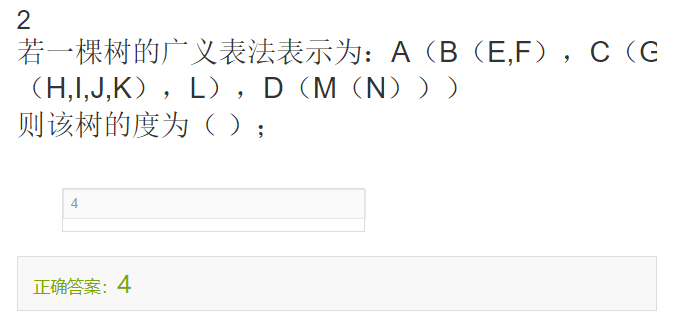 2
若一棵树的广义表法表示为：A（B（E,F），C（G
（H,I,J,K），L），D（M（N）））
则该树的度为（ ）；
4
正确答案：4